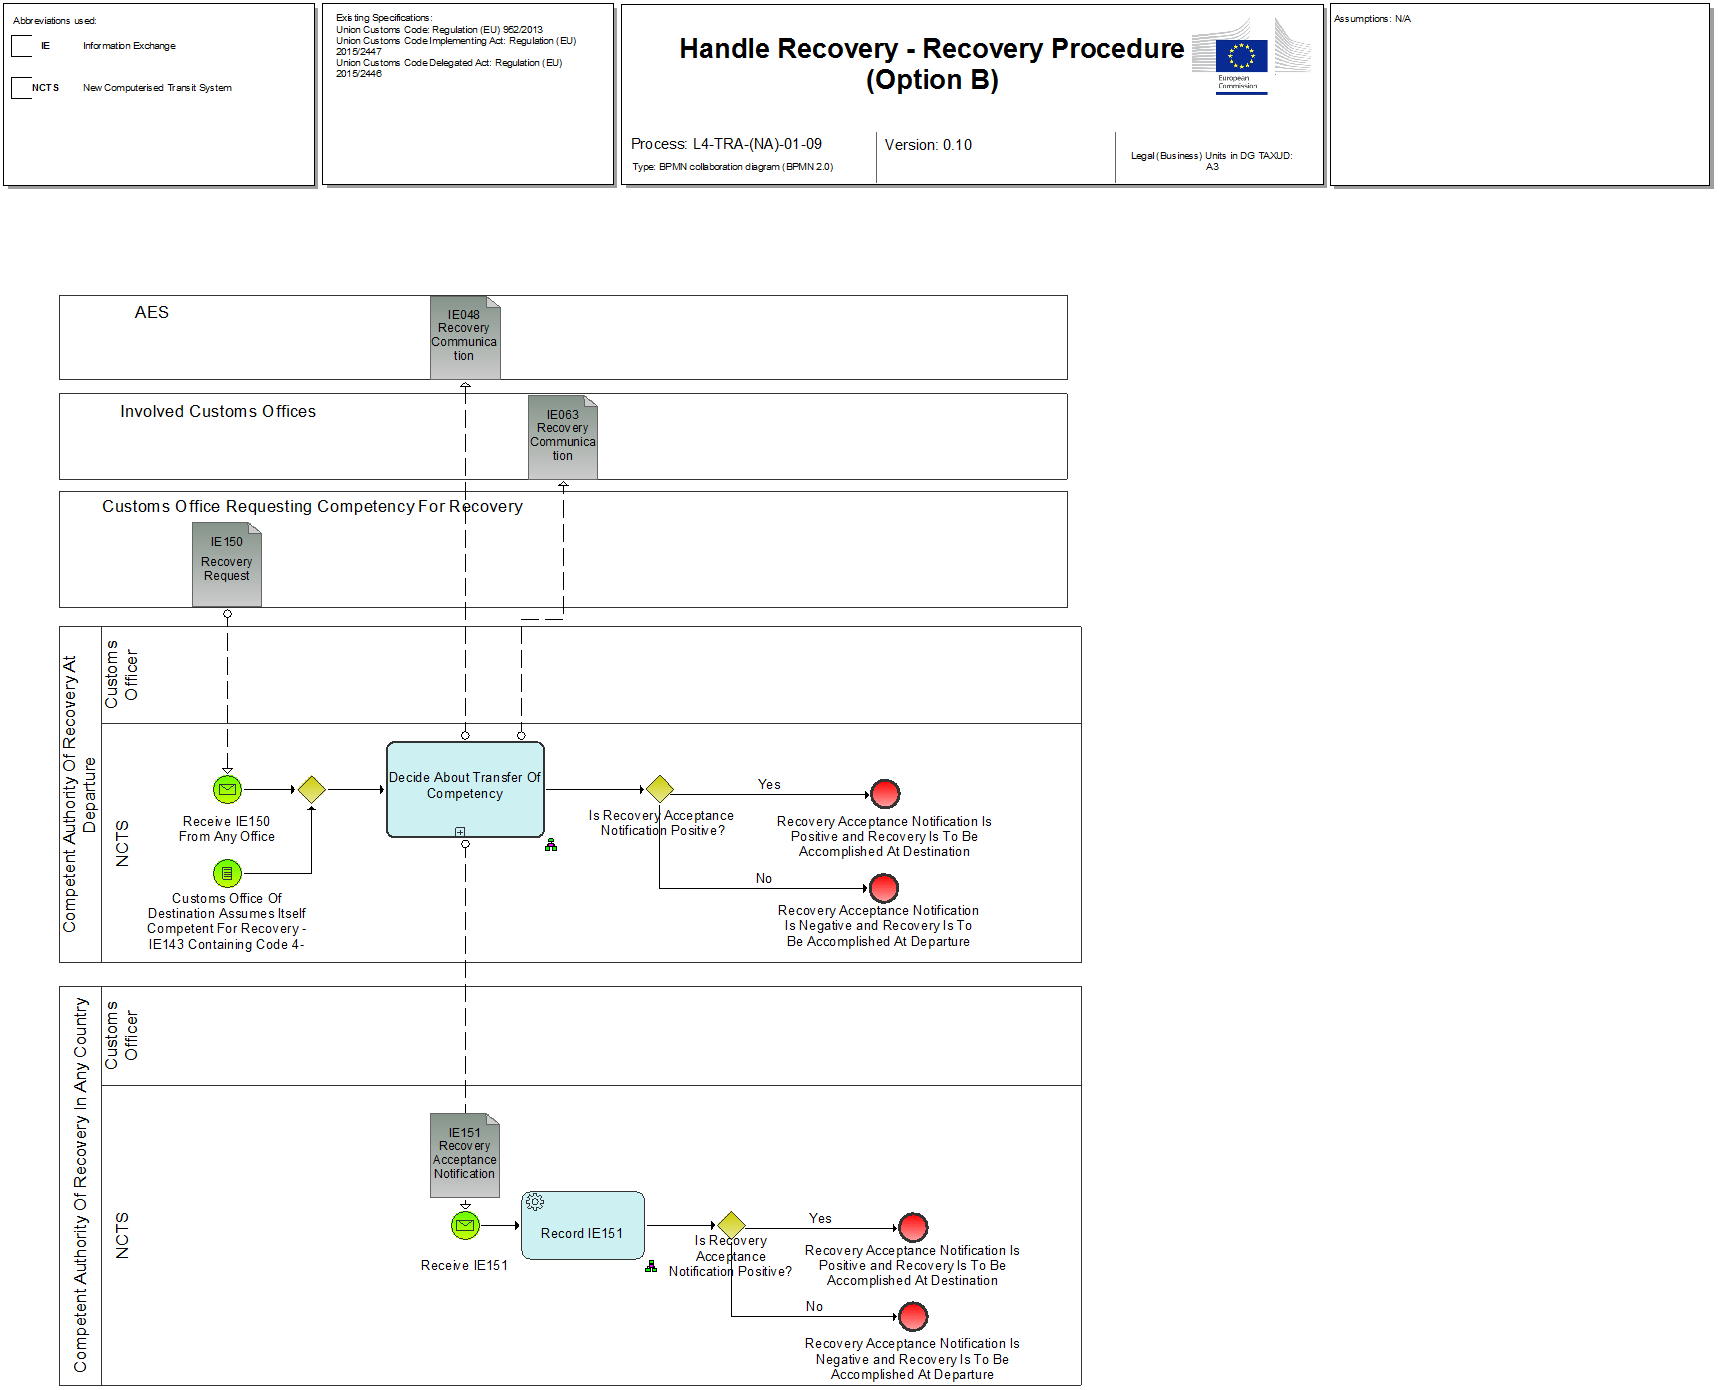 Abbreviations used:
IE Information Exchange
NCTS New Computerised Transit System
Existing Specifications:
Union Customs Code: Regulation (EU) 952/2013
Union Customs Code Implementing Act: Regulation (EU)
2015/2447
Union Customs Code Delegated Act: Regulation (EU)
2015/2446
Handle Recovery - Recovery Procedure
(Option B)
European
Commission
Process: L4-TRA-(NA)-01-09
Type: BPMN collaboration diagram (BPMN 2.0)
Version: 0.10
Legal (Business) Units in DG TAXUD:
A3
Assumptions: N/A
AES
IE048
Recovery
Communica
tion
Involved Customs Offices
IE063
Recovery
Communica
tion
Customs Office Requesting Competency For Recovery
IE150
Recovery
Request
Competent Authority Of Recovery At
Departure
Customs
Officer
NCTS
Receive IE150
From Any Office
Customs Office Of
Destination Assumes Itself
Competent For Recovery -
IE143 Containing Code 4-
Decide About Transfer Of
Competency
Is Recovery Acceptance
Notification Positive?
Yes
Recovery Acceptance Notification Is
Positive and Recovery Is To Be
Accomplished At Destination
No
Recovery Acceptance Notification
Is Negative and Recovery Is To
Be Accomplished At Departure
Competent Authority Of Recovery In Any Country
Customs
Officer
NCTS
IE151
Recovery
Acceptance
Notification
Receive IE151
Record IE151
Is Recovery
Acceptance
Notification Positive?
Yes
Recovery Acceptance Notification Is
Positive and Recovery Is To Be
Accomplished At Destination
No
Recovery Acceptance Notification Is
Negative and Recovery Is To Be
Accomplished At Departure